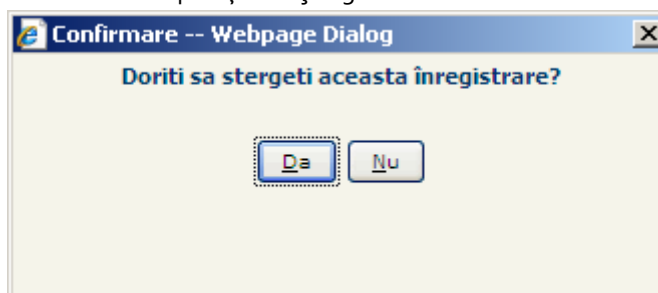 Confirmare -- Webpage Dialog
Doriti sa stergeti aceasta înregistrare?
Da Nu